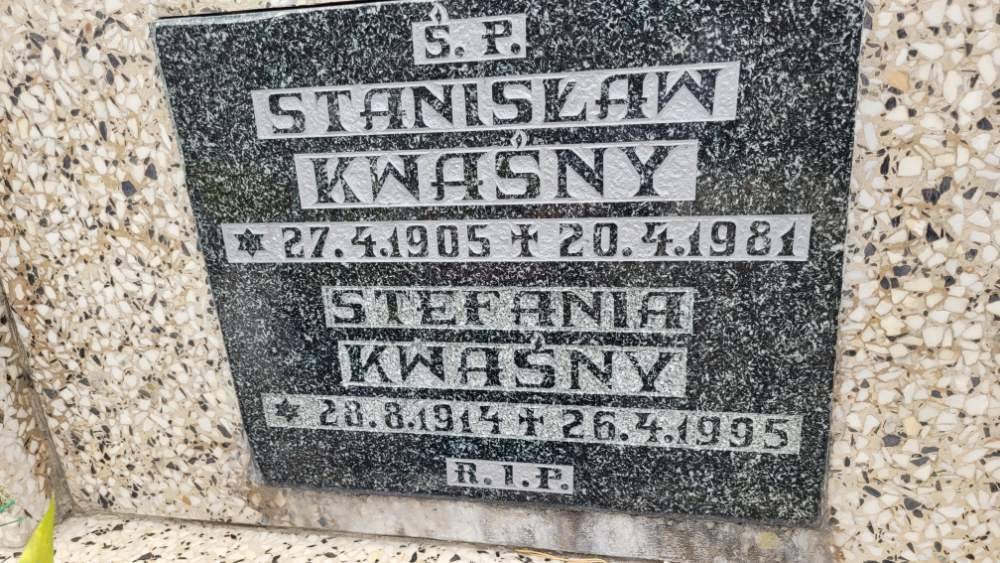 Ś. P.
STANISŁAW
KWAŚNY
✶ 27.4.1905 ✝ 20.4.1981
STEFANIA
KWAŚNY
✶ 28.8.1914 ✝ 26.4.1995
R.I.P.